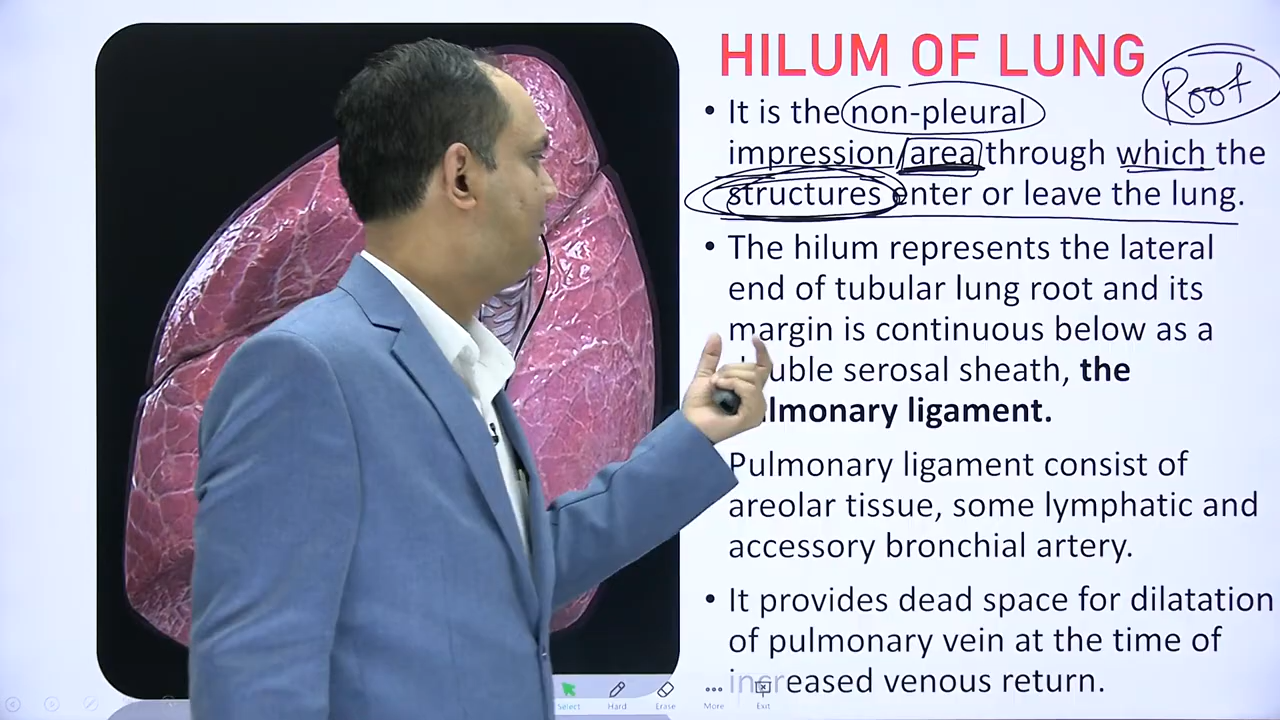 HILUM OF LUNG
Root
• It is the non-pleural
impression/area through which the
structures enter or leave the lung.
• The hilum represents the lateral
end of tubular lung root and its
margin is continuous below as a
double serosal sheath, the
pulmonary ligament.
Pulmonary ligament consist of
areolar tissue, some lymphatic and
accessory bronchial artery.
• It provides dead space for dilatation
of pulmonary vein at the time of
increased venous return.
Select Hard Erase More Exit